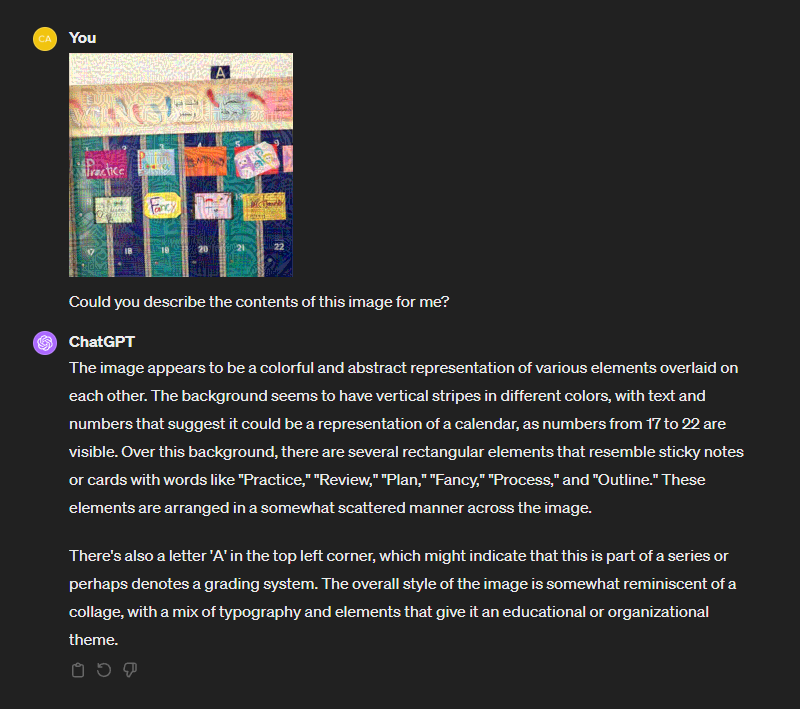 CA
You
A
Practice
Fancy
17 18 19 20 21 22
Could you describe the contents of this image for me?
ChatGPT
The image appears to be a colorful and abstract representation of various elements overlaid on
each other. The background seems to have vertical stripes in different colors, with text and
numbers that suggest it could be a representation of a calendar, as numbers from 17 to 22 are
visible. Over this background, there are several rectangular elements that resemble sticky notes
or cards with words like "Practice," "Review," "Plan," "Fancy," "Process," and "Outline." These
elements are arranged in a somewhat scattered manner across the image.
There's also a letter 'A' in the top left corner, which might indicate that this is part of a series or
perhaps denotes a grading system. The overall style of the image is somewhat reminiscent of a
collage, with a mix of typography and elements that give it an educational or organizational
theme.